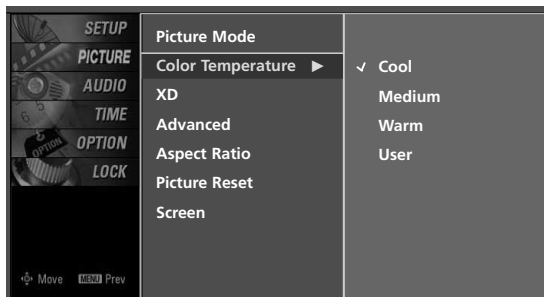 SETUP
PICTURE
AUDIO
TIME
OPTION
LOCK
Move MENU Prev
Picture Mode
Color Temperature ▶
XD
Advanced
Aspect Ratio
Picture Reset
Screen
✓ Cool
Medium
Warm
User